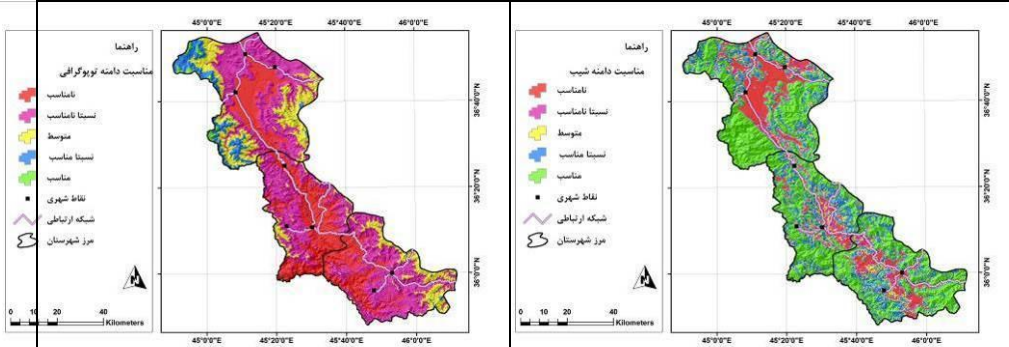 45°0'0"E 45°20'0"E 45°40'0"E 46°0'0"E
راهنما
مناسبت دامنه توپوگرافی
نامناسب
نسبتا نامناسب
متوسط
نسبتا مناسب
مناسب
نقاط شهری
شبکه ارتباطی
مرز شهرستان
N
0 10 20 40
Kilometers
36°40'0"N
36°20'0"N
36°0'0"N
45°0'0"E 45°20'0"E 45°40'0"E 46°0'0"E
45°0'0"E 45°20'0"E 45°40'0"E 46°0'0"E
راهنما
مناسبت دامنه شیب
نامناسب
نسبتا نامناسب
متوسط
نسبتا مناسب
مناسب
نقاط شهری
شبکه ارتباطی
مرز شهرستان
N
0 5 10 20 40
Kilometers
36°40'0"N
36°20'0"N
36°0'0"N
45°0'0"E 45°20'0"E 45°40'0"E 46°0'0"E